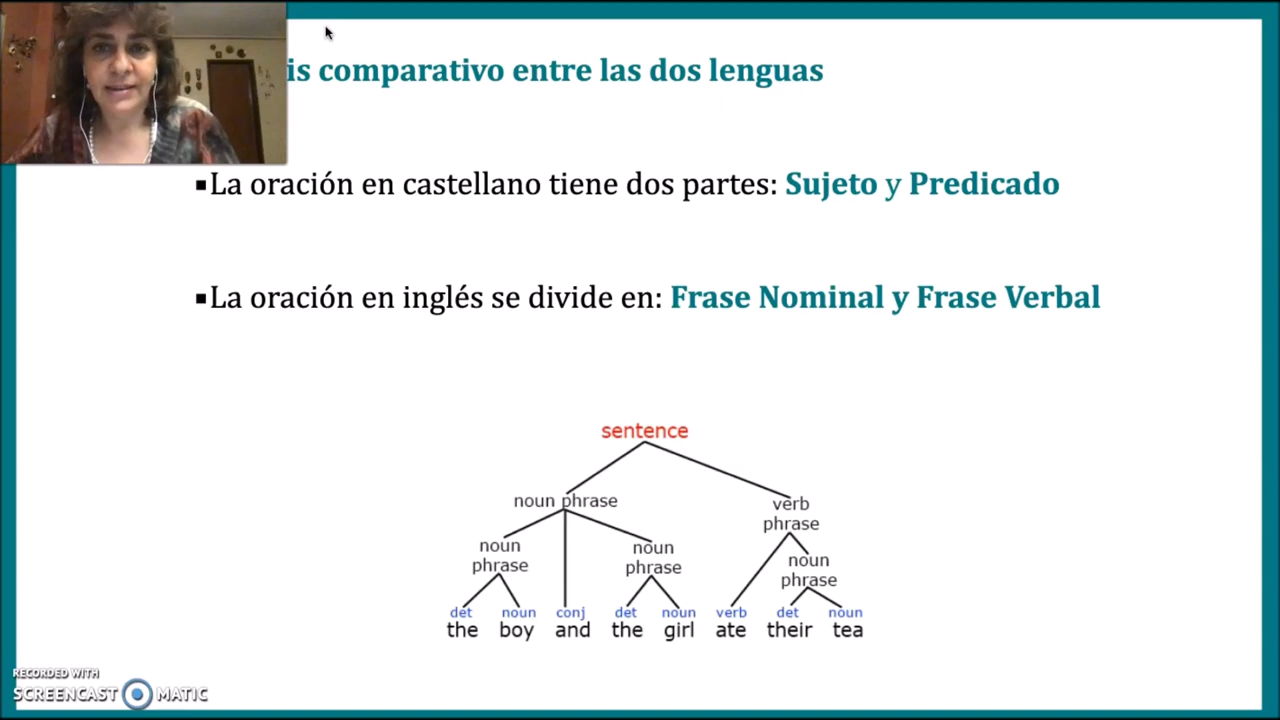 is comparativo entre las dos lenguas
▪La oración en castellano tiene dos partes: Sujeto y Predicado
▪La oración en inglés se divide en: Frase Nominal y Frase Verbal
sentence
noun phrase
verb
phrase
noun
phrase
noun
phrase
noun
phrase
det noun conj det noun verb det noun
the boy and the girl ate their tea
RECORDED WITH
SCREENCAST MATIC